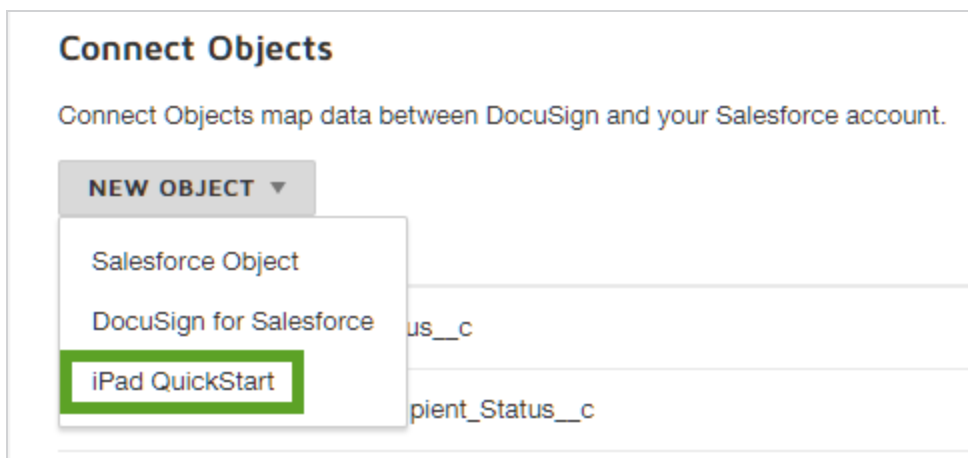 Connect Objects
Connect Objects map data between DocuSign and your Salesforce account.
NEW OBJECT
Salesforce Object
DocuSign for Salesforce
us__c
iPad QuickStart
pient_Status__c